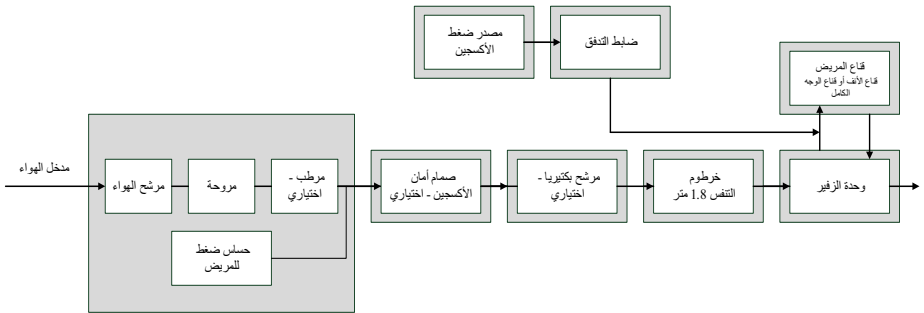 مصدر ضغط
الأكسجين
ضابط التدفق
قناع المريض
قناع الأنف أو قناع الوجه
الكامل
مدخل الهواء
مرشح الهواء
مروحة
مرطب -
اختياري
صمام أمان
الأكسجين - اختياري
مرشح بكتيريا -
اختياري
خرطوم
التنفس 1.8 متر
وحدة الزفير
حساس ضغط
للمريض